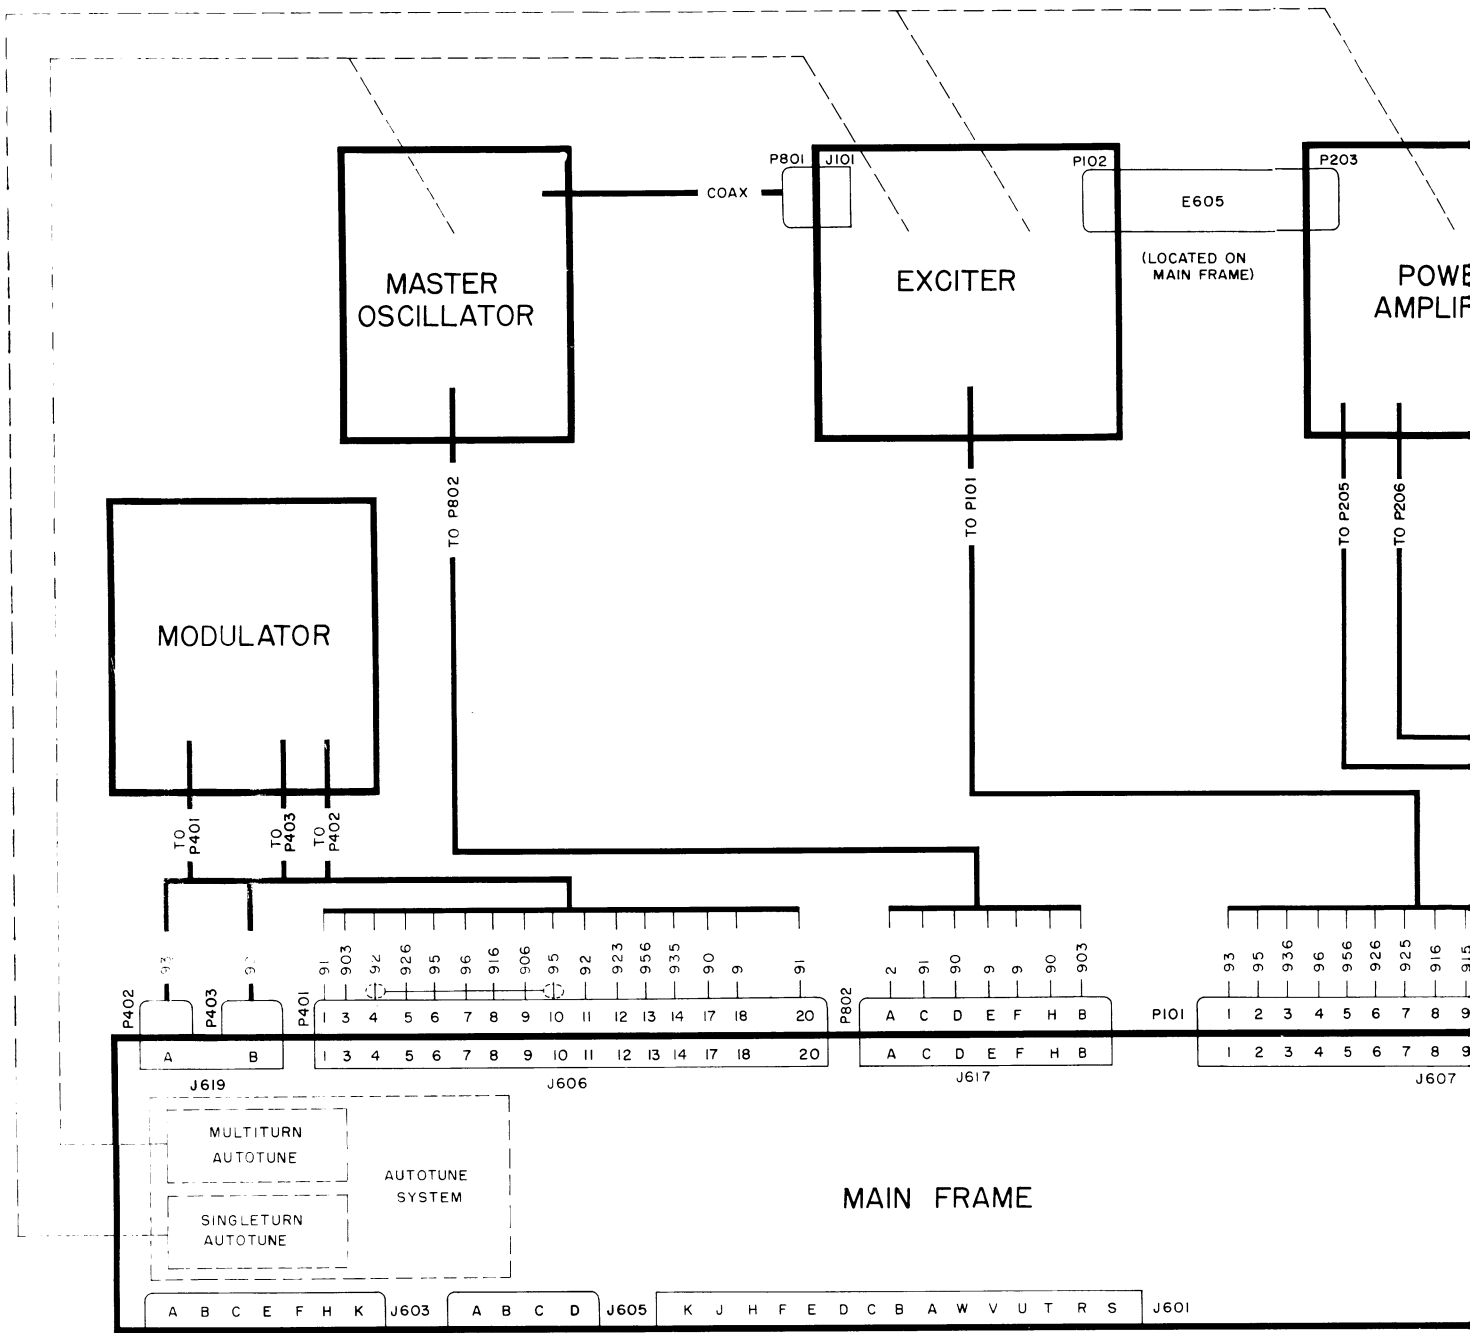 P801 J101
P102
P203
COAX
E605
(LOCATED ON
MAIN FRAME)
MASTER
OSCILLATOR
EXCITER
POWE
AMPLIF
TO P802
TO P101
TO P205
TO P206
MODULATOR
TO P401
TO P403
TO P402
93
91 903 92 926 95 96 916 906 95 92 923 956 935 90 9 91
2 91 90 9 9 90 903
93 95 936 96 956 926 925 916 915
P402
P403
P401
1 3 4 5 6 7 8 9 10 11 12 13 14 17 18 20
P802
A C D E F H B
P101
1 2 3 4 5 6 7 8 9
A B
1 3 4 5 6 7 8 9 10 11 12 13 14 17 18 20
A C D E F H B
1 2 3 4 5 6 7 8 9
J619
J606
J617
J607
MULTITURN
AUTOTUNE
AUTOTUNE
SYSTEM
SINGLETURN
AUTOTUNE
MAIN FRAME
A B C E F H K J603
A B C D J605
K J H F E D C B A W V U T R S J601